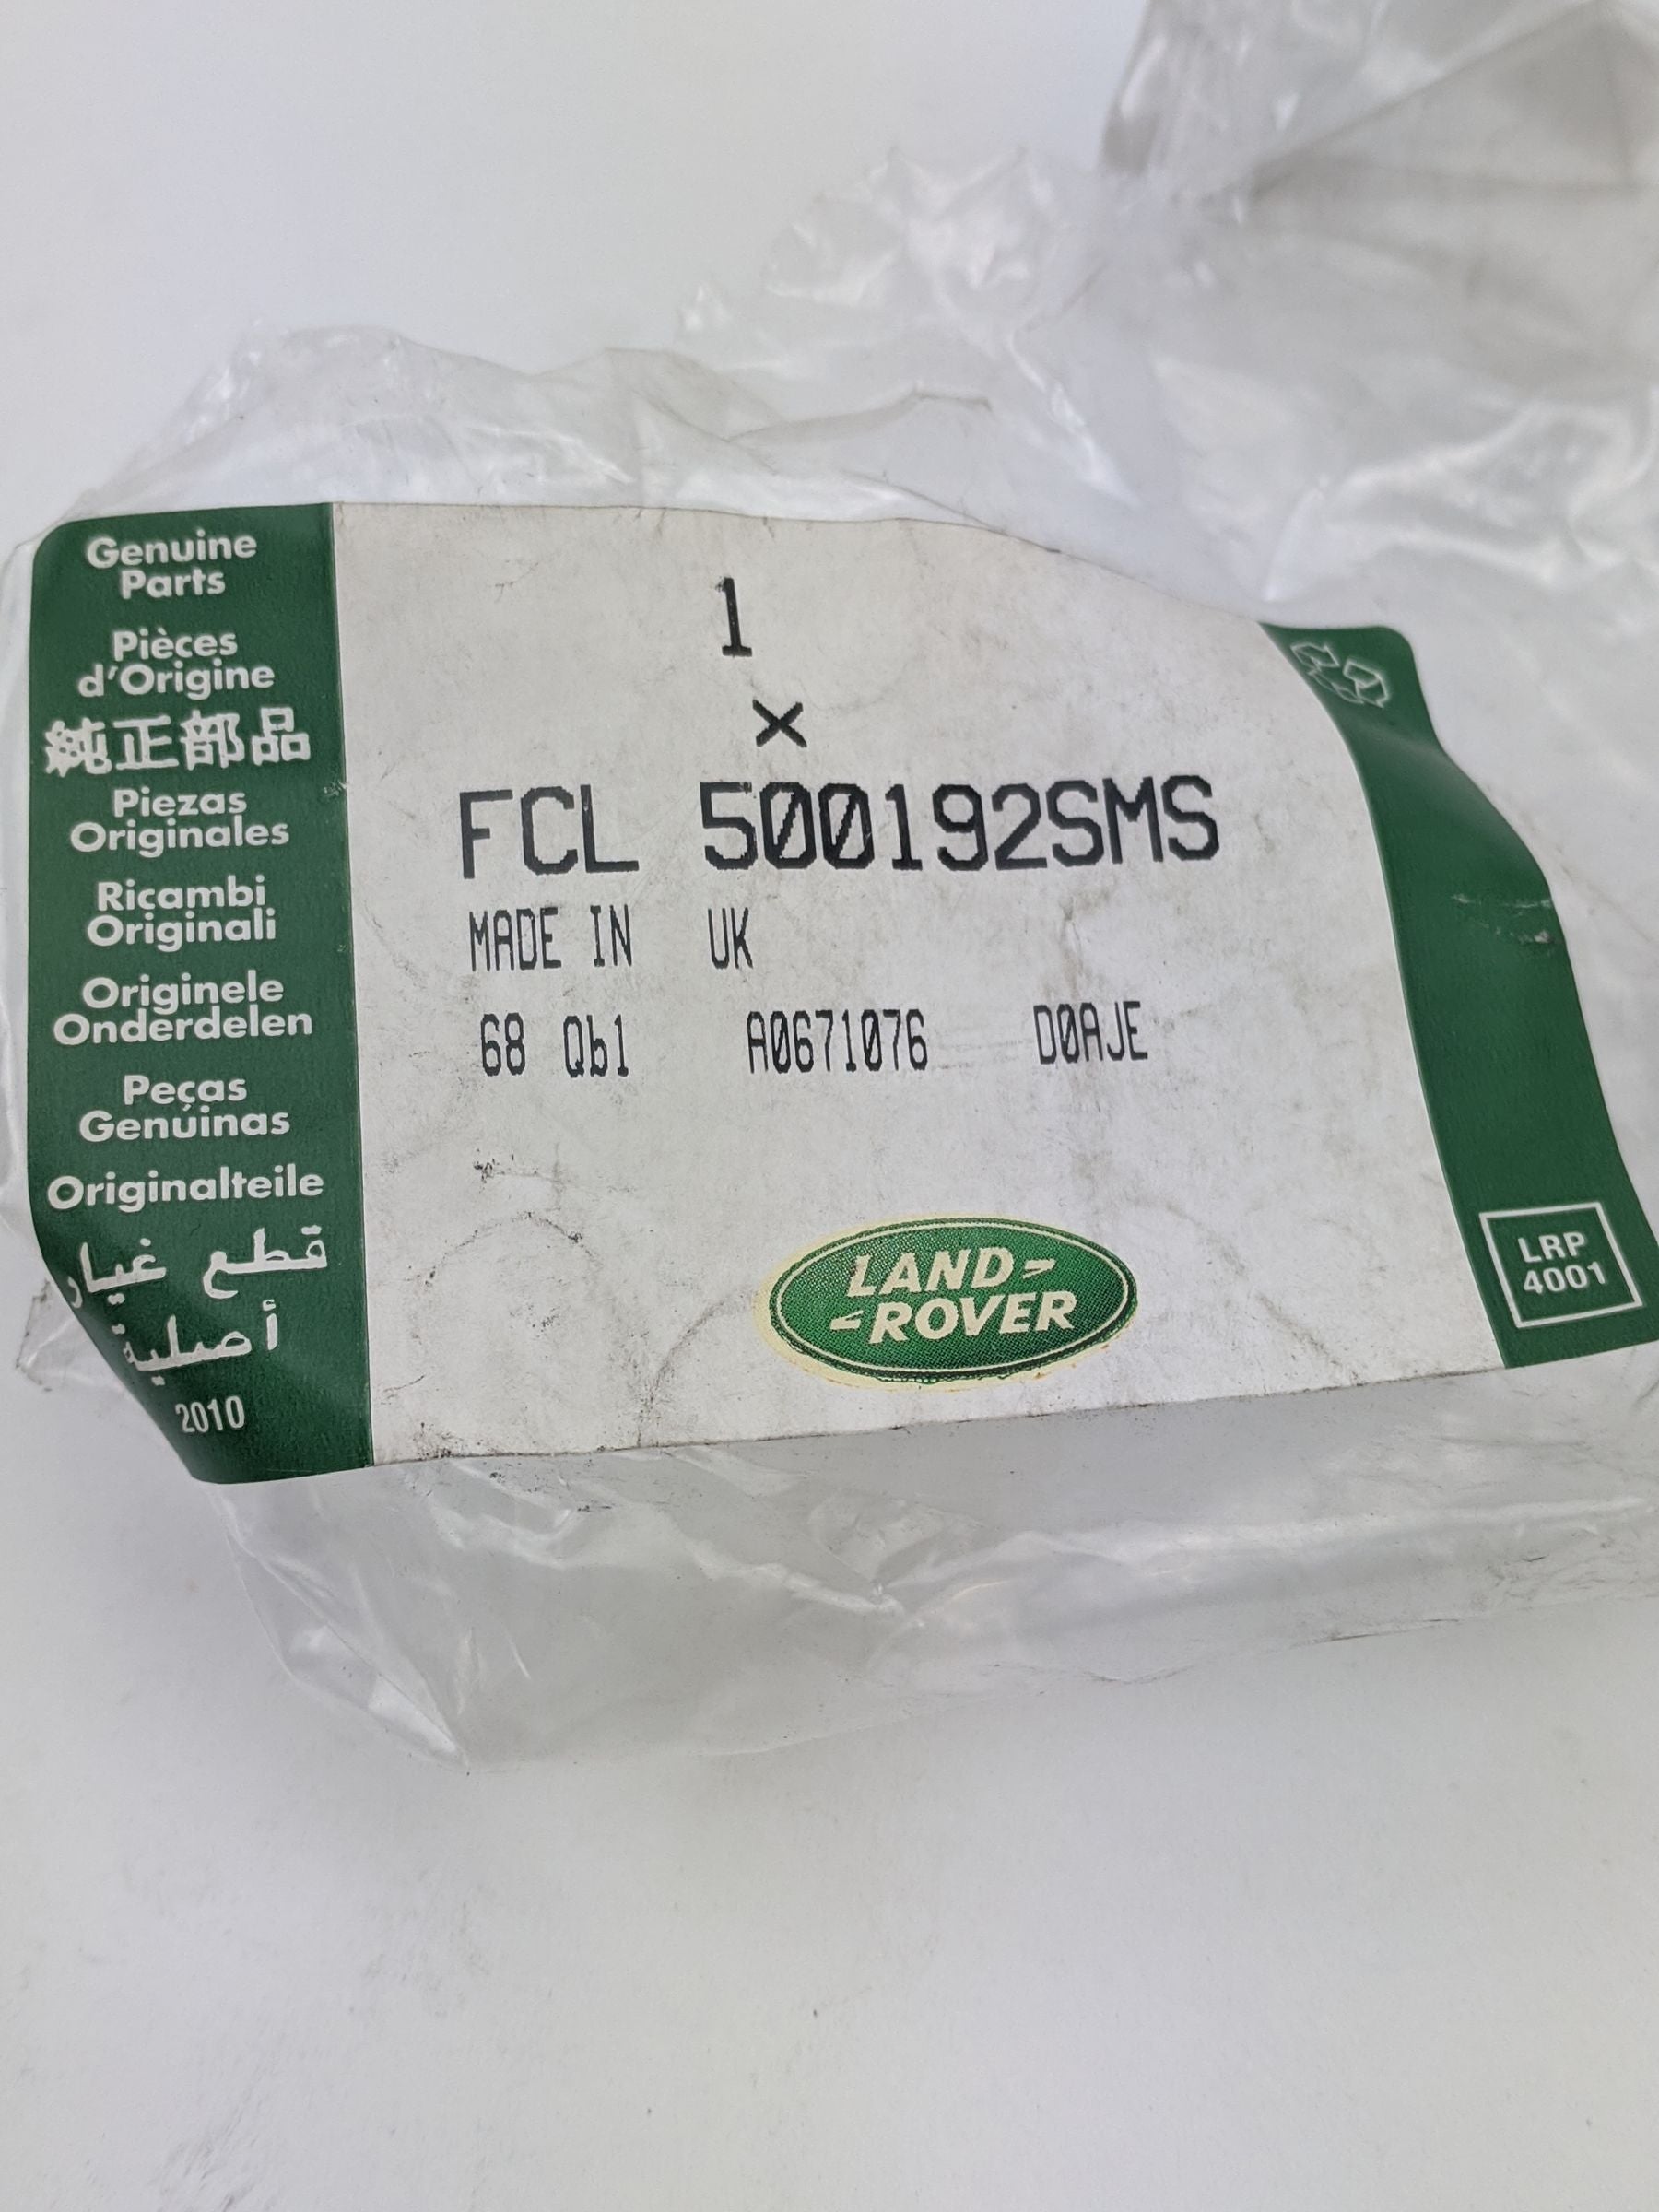 Genuine
Parts
Pièces
d'Origine
純正部品
Piezas
Originales
Ricambi
Originali
Originele
Onderdelen
Peças
Genúinas
Originalteile
قطع غيار
أصلية
2010
1
×
FCL 500192SMS
MADE IN UK
68 Qb1 A0671076 D0AJE
LAND
ROVER
LRP
4001